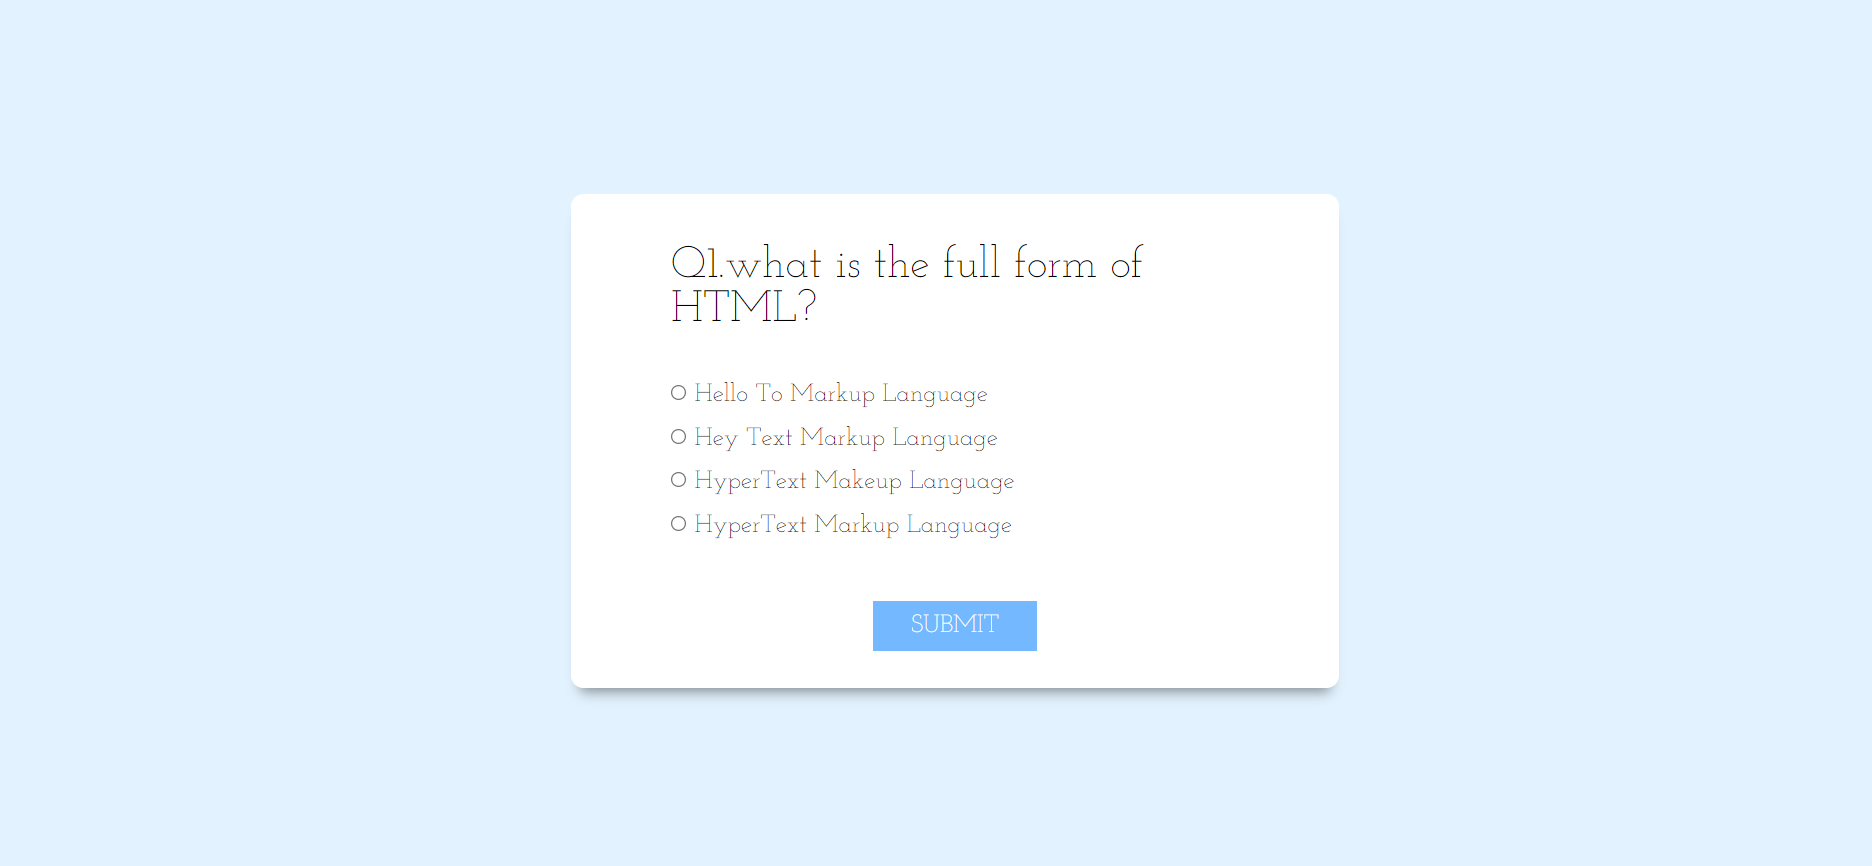 Q1.what is the full form of
HTML?
Hello To Markup Language
Hey Text Markup Language
HyperText Makeup Language
HyperText Markup Language
SUBMIT